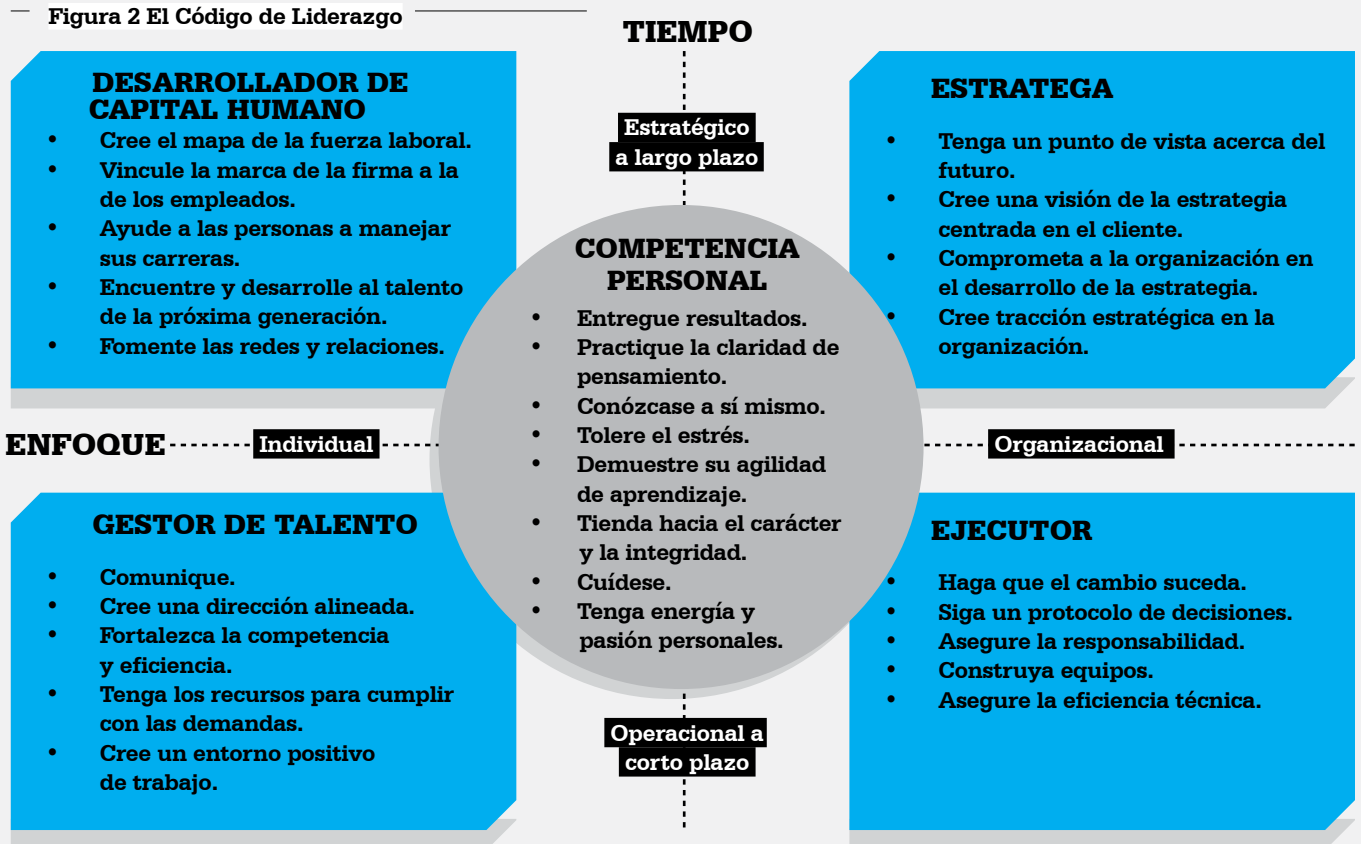 Figura 2 El Código de Liderazgo
TIEMPO
DESARROLLADOR DE
CAPITAL HUMANO
• Cree el mapa de la fuerza laboral.
• Vincule la marca de la firma a la
de los empleados.
• Ayude a las personas a manejar
sus carreras.
• Encuentre y desarrolle al talento
de la próxima generación.
• Fomente las redes y relaciones.
Estratégico
a largo plazo
ESTRATEGA
• Tenga un punto de vista acerca del
futuro.
• Cree una visión de la estrategia
centrada en el cliente.
• Comprometa a la organización en
el desarrollo de la estrategia.
• Cree tracción estratégica en la
organización.
COMPETENCIA
PERSONAL
• Entregue resultados.
• Practique la claridad de
pensamiento.
• Conózcase a sí mismo.
• Tolere el estrés.
• Demuestre su agilidad
de aprendizaje.
• Tienda hacia el carácter
y la integridad.
• Cuídese.
• Tenga energía y
pasión personales.
ENFOQUE
Individual
Organizacional
GESTOR DE TALENTO
• Comunique.
• Cree una dirección alineada.
• Fortalezca la competencia
y eficiencia.
• Tenga los recursos para cumplir
con las demandas.
• Cree un entorno positivo
de trabajo.
Operacional a
corto plazo
EJECUTOR
• Haga que el cambio suceda.
• Siga un protocolo de decisiones.
• Asegure la responsabilidad.
• Construya equipos.
• Asegure la eficiencia técnica.